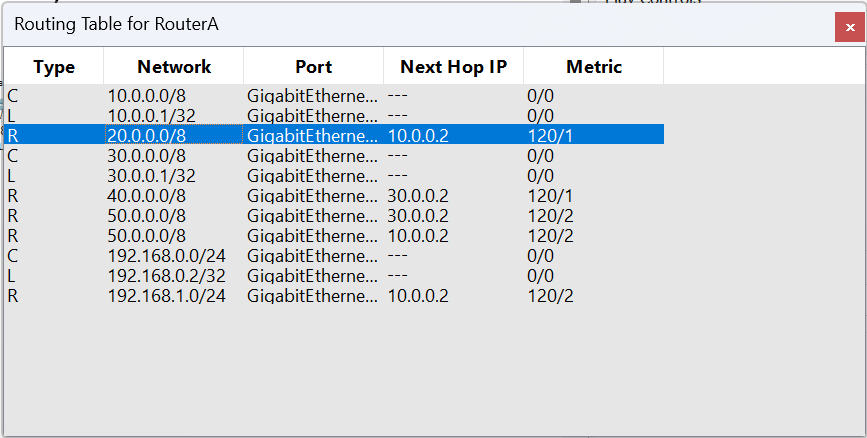 Routing Table for RouterA
Type Network Port Next Hop IP Metric
C 10.0.0.0/8 GigabitEtherne... --- 0/0
L 10.0.0.1/32 GigabitEtherne... --- 0/0
R 20.0.0.0/8 GigabitEtherne... 10.0.0.2 120/1
C 30.0.0.0/8 GigabitEtherne... --- 0/0
L 30.0.0.1/32 GigabitEtherne... --- 0/0
R 40.0.0.0/8 GigabitEtherne... 30.0.0.2 120/1
R 50.0.0.0/8 GigabitEtherne... 30.0.0.2 120/2
R 50.0.0.0/8 GigabitEtherne... 10.0.0.2 120/2
C 192.168.0.0/24 GigabitEtherne... --- 0/0
L 192.168.0.2/32 GigabitEtherne... --- 0/0
R 192.168.1.0/24 GigabitEtherne... 10.0.0.2 120/2